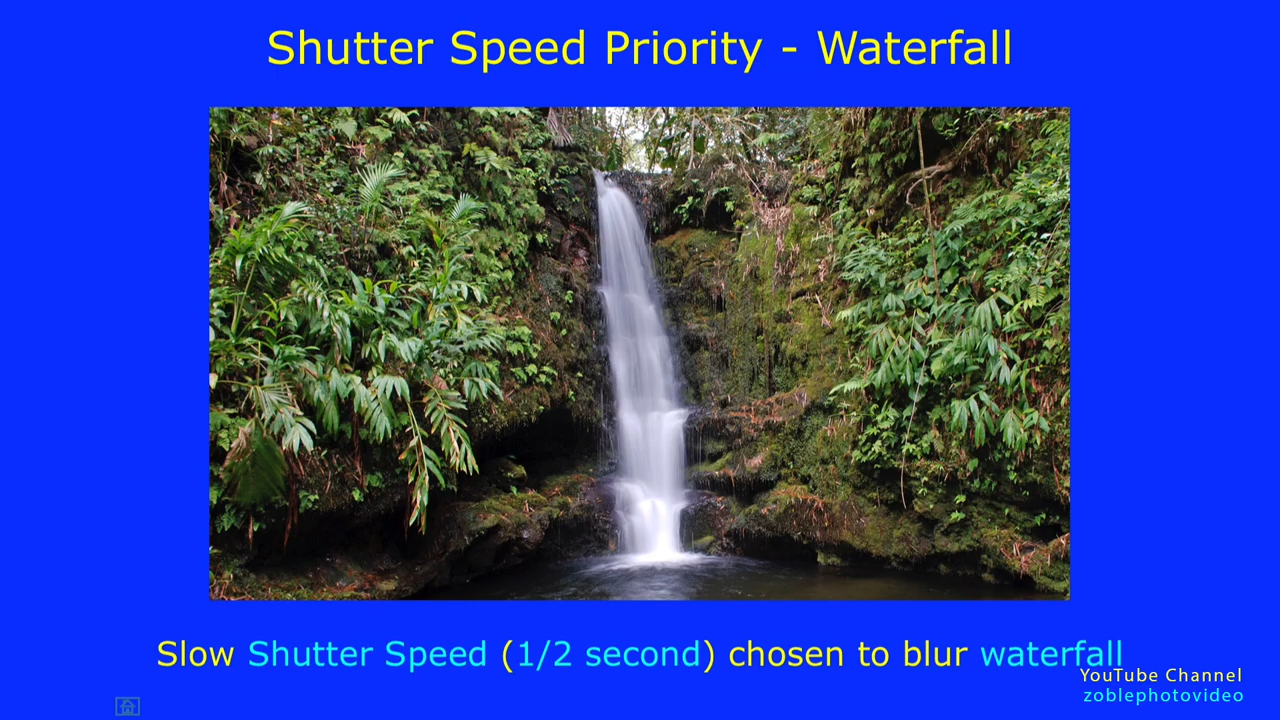 Shutter Speed Priority - Waterfall
Slow Shutter Speed (1/2 second) chosen to blur waterfall
YouTube Channel
zoblephotovideo